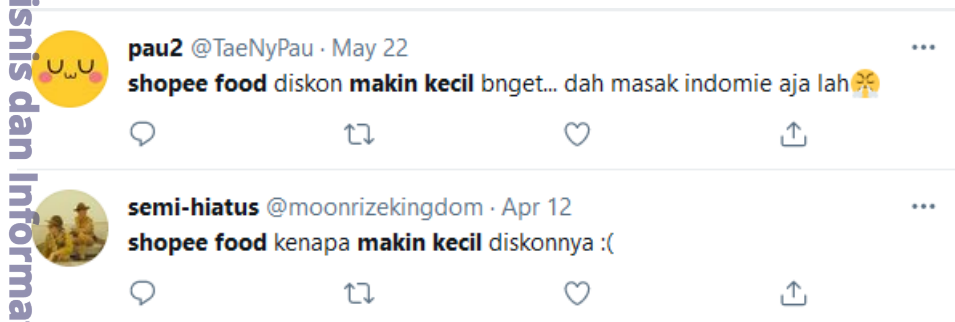 pau2 @TaeNyPau · May 22
shopee food diskon makin kecil bnget... dah masak indomie aja lah😤
semi-hiatus @moonrizekingdom · Apr 12
shopee food kenapa makin kecil diskonnya :(
isnis dan Informa